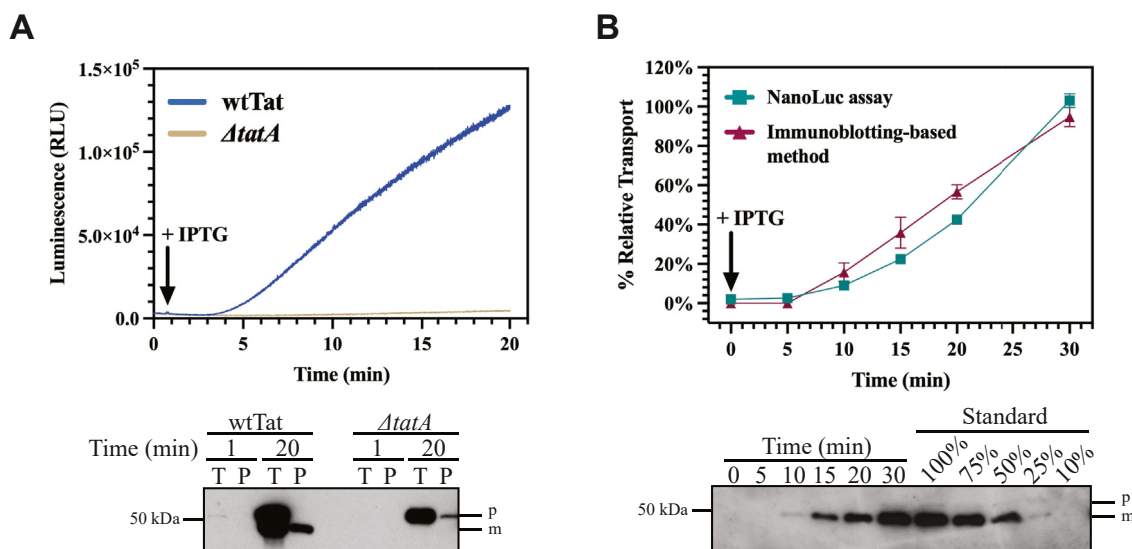 A
1.5×10⁵
1.0×10⁵
5.0×10⁴
0.0
Luminescence (RLU)
wtTat
ΔtatA
+ IPTG
0 5 10 15 20
Time (min)
wtTat ΔtatA
Time (min) 1 20 1 20
T P T P T P T P
50 kDa
p
m
B
120%
100%
80%
60%
40%
20%
0%
% Relative Transport
NanoLuc assay
Immunoblotting-based
method
+ IPTG
0 5 10 15 20 25 30
Time (min)
Standard
Time (min)
0 5 10 15 20 30 100% 75% 50% 25% 10%
50 kDa
p
m